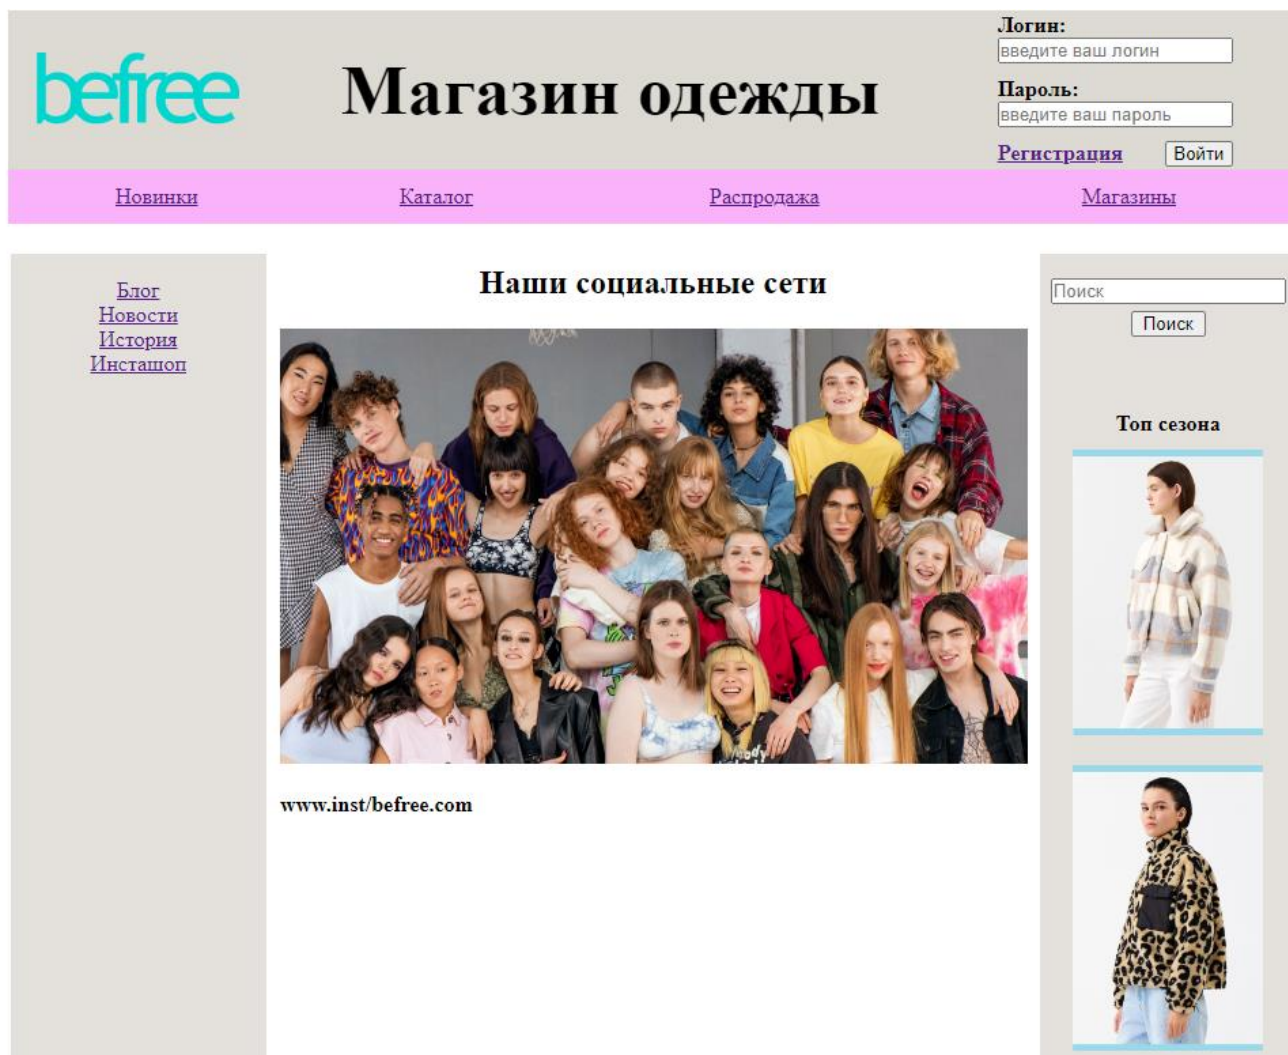 befree
Магазин одежды
Логин:
введите ваш логин
Пароль:
введите ваш пароль
Регистрация Войти
Новинки Каталог Распродажа Магазины
Блог
Новости
История
Инсташоп
Наши социальные сети
www.inst/befree.com
Поиск
Поиск
Топ сезона